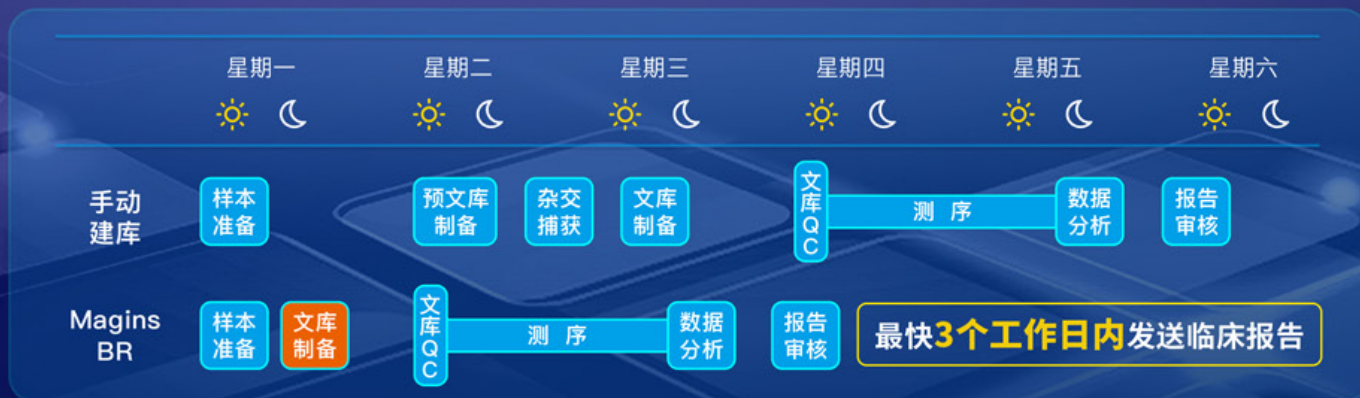 星期一 星期二 星期三 星期四 星期五 星期六
手动
建库
样本
准备
预文库
制备
杂交
捕获
文库
制备
文库QC
测序
数据
分析
报告
审核
Magins
BR
样本
准备
文库
制备
文库QC
测序
数据
分析
报告
审核
最快3个工作日内发送临床报告